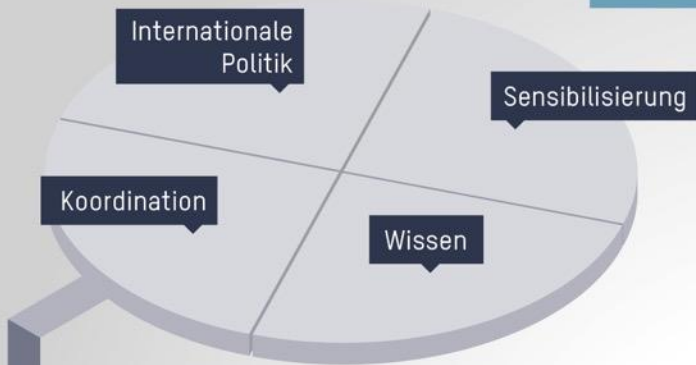 Internationale
Politik
Sensibilisierung
Koordination
Wissen